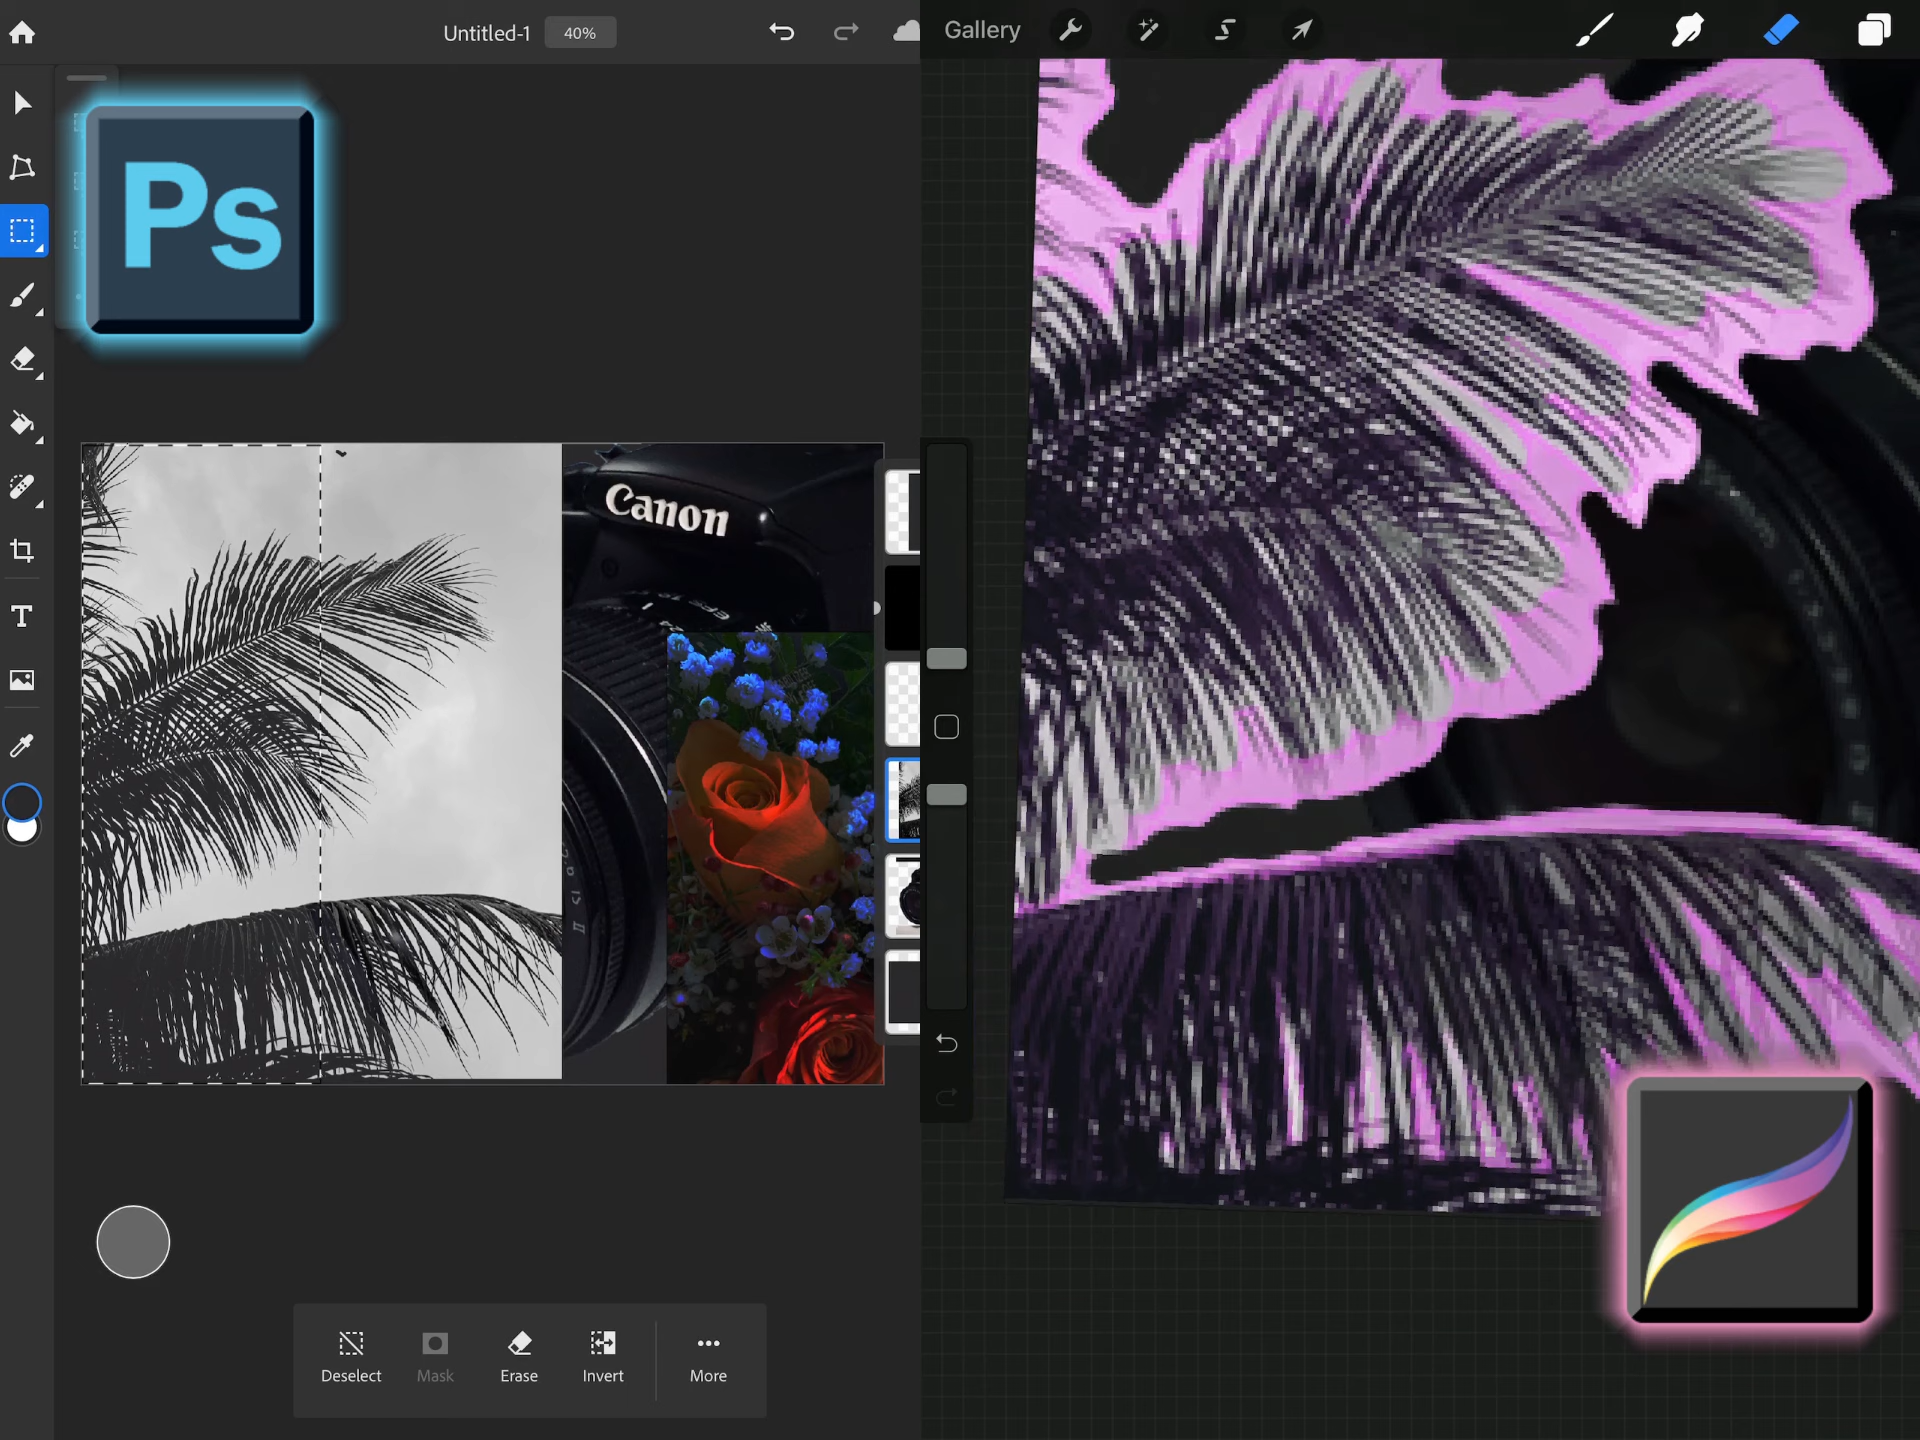 Untitled-1
40%
Gallery
Ps
Canon
Deselect
Mask
Erase
Invert
More